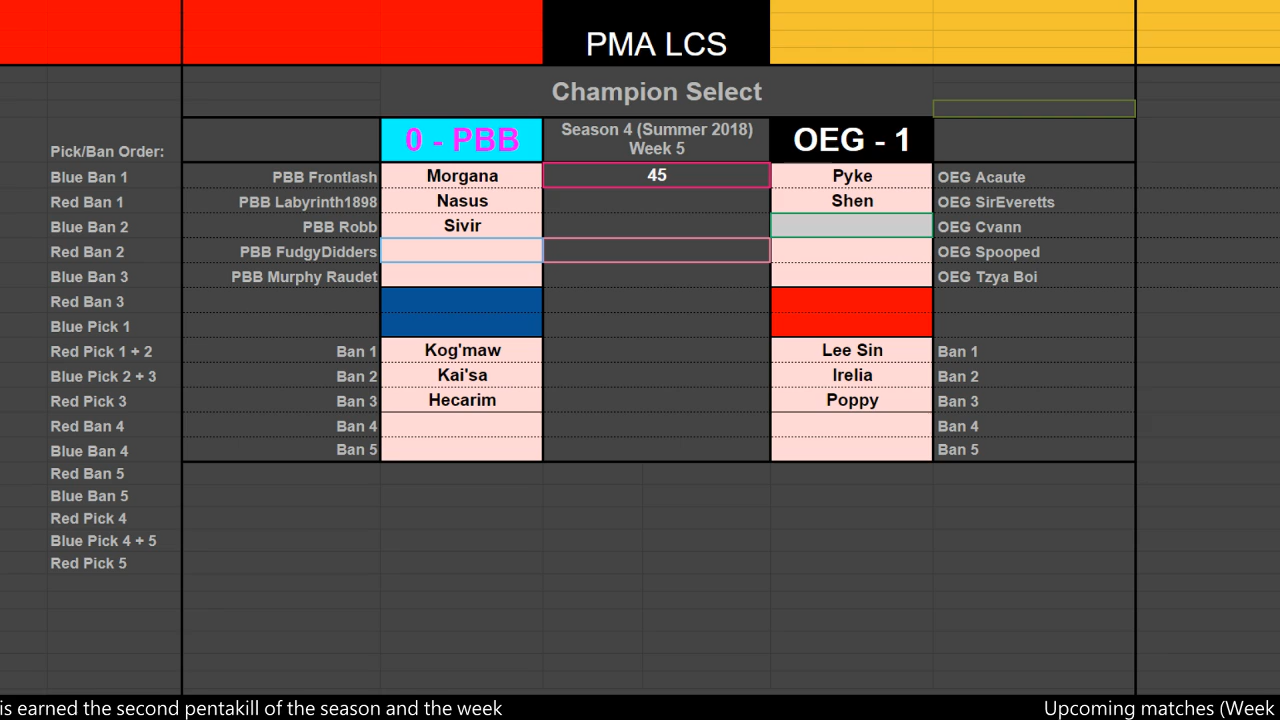 PMA LCS
Champion Select
0 - PBB
Season 4 (Summer 2018)
Week 5
OEG - 1
Pick/Ban Order:
Blue Ban 1
PBB Frontlash
Morgana
45
Pyke
OEG Acaute
Red Ban 1
PBB Labyrinth1898
Nasus
Shen
OEG SirEveretts
Blue Ban 2
PBB Robb
Sivir
OEG Cvann
Red Ban 2
PBB FudgyDidders
OEG Spooped
Blue Ban 3
PBB Murphy Raudet
OEG Tzya Boi
Red Ban 3
Blue Pick 1
Red Pick 1 + 2
Ban 1
Kog'maw
Lee Sin
Ban 1
Blue Pick 2 + 3
Ban 2
Kai'sa
Irelia
Ban 2
Red Pick 3
Ban 3
Hecarim
Poppy
Ban 3
Red Ban 4
Ban 4
Ban 4
Blue Ban 4
Ban 5
Ban 5
Red Ban 5
Blue Ban 5
Red Pick 4
Blue Pick 4 + 5
Red Pick 5
is earned the second pentakill of the season and the week
Upcoming matches (Week